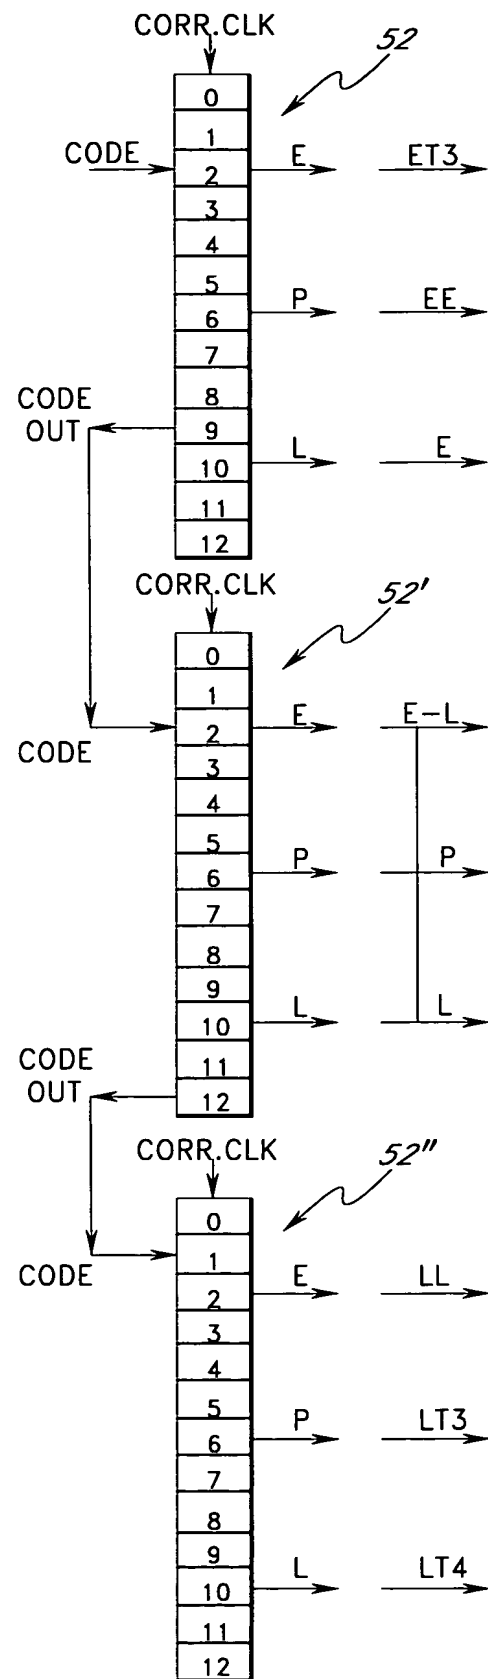 CORR.CLK
52
0
1
CODE 2 E ET3
3
4
5
6 P EE
7
8
CODE
OUT 9
10 L E
11
12
CORR.CLK
52'
0
1
CODE 2 E E-L
3
4
5
6 P P
7
8
9
10 L L
11
CODE
OUT 12
CORR.CLK
52"
0
CODE 1
2 E LL
3
4
5
6 P LT3
7
8
9
10 L LT4
11
12